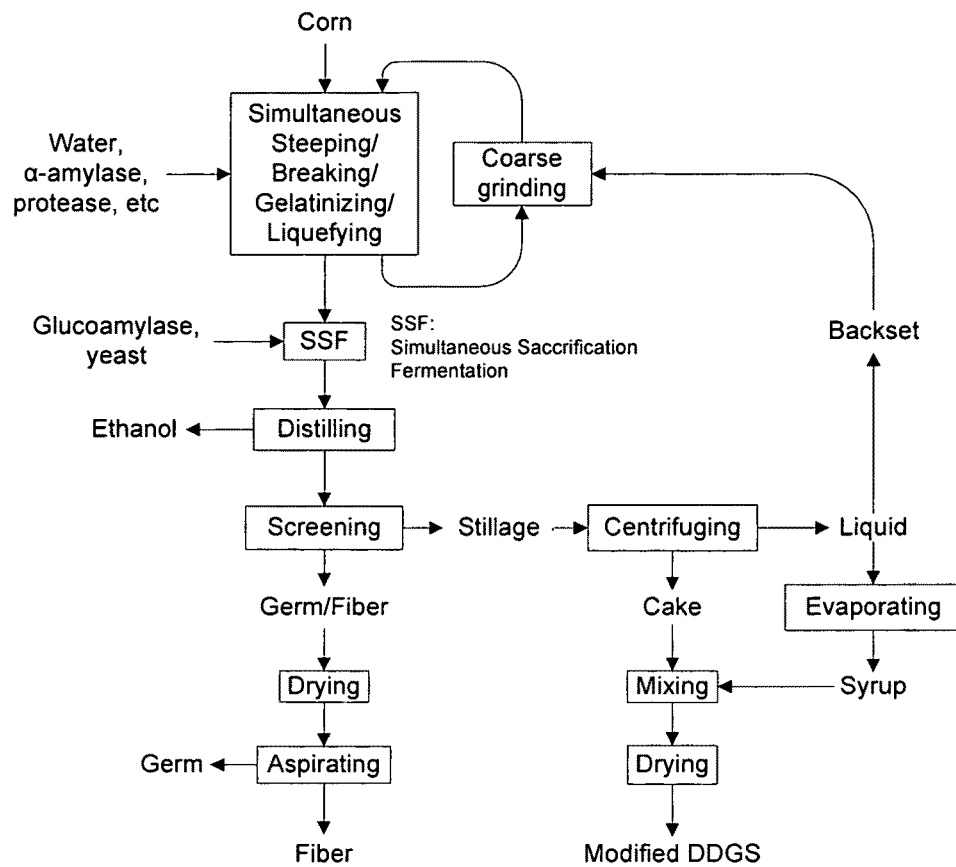 Corn
Simultaneous
Steeping/
Breaking/
Gelatinizing/
Liquefying
Coarse
grinding
Water,
α-amylase,
protease, etc
Glucoamylase,
yeast
SSF
SSF:
Simultaneous Saccrification
Fermentation
Backset
Ethanol
Distilling
Screening
Stillage
Centrifuging
Liquid
Germ/Fiber
Cake
Evaporating
Drying
Mixing
Syrup
Germ
Aspirating
Drying
Fiber
Modified DDGS